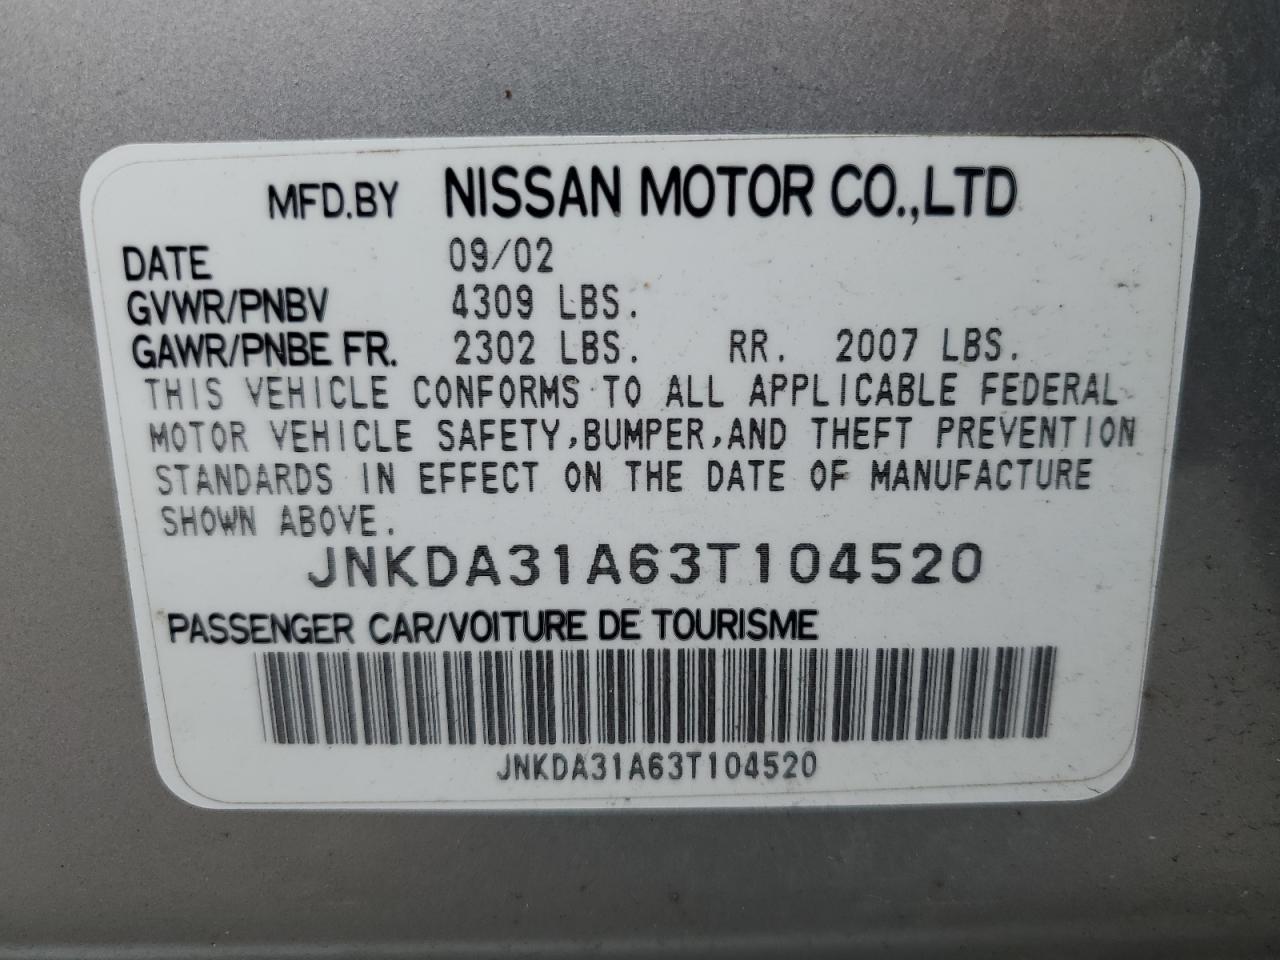 MFD.BY NISSAN MOTOR CO.,LTD
DATE 09/02
GVWR/PNBV 4309 LBS.
GAWR/PNBE FR. 2302 LBS. RR. 2007 LBS.
THIS VEHICLE CONFORMS TO ALL APPLICABLE FEDERAL
MOTOR VEHICLE SAFETY,BUMPER,AND THEFT PREVENTION
STANDARDS IN EFFECT ON THE DATE OF MANUFACTURE
SHOWN ABOVE.
JNKDA31A63T104520
PASSENGER CAR/VOITURE DE TOURISME
JNKDA31A63T104520